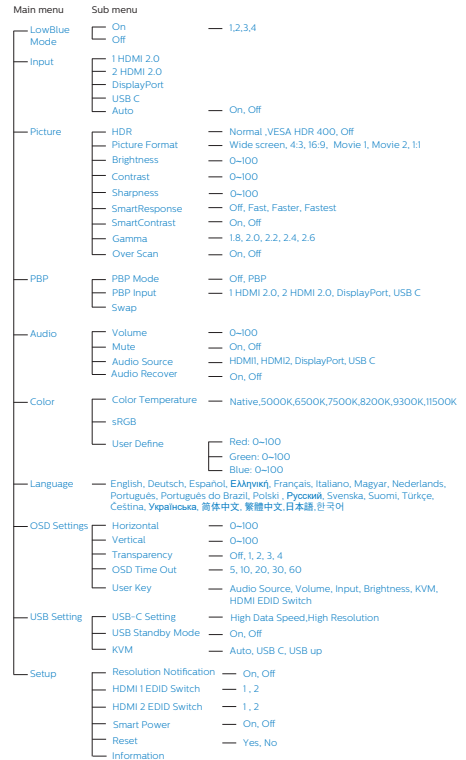 Main menu Sub menu
LowBlue Mode
On 1,2,3,4
Off
Input
1 HDMI 2.0
2 HDMI 2.0
DisplayPort
USB C
Auto On, Off
Picture
HDR Normal ,VESA HDR 400, Off
Picture Format Wide screen, 4:3, 16:9, Movie 1, Movie 2, 1:1
Brightness 0~100
Contrast 0~100
Sharpness 0~100
SmartResponse Off, Fast, Faster, Fastest
SmartContrast On, Off
Gamma 1.8, 2.0, 2.2, 2.4, 2.6
Over Scan On, Off
PBP
PBP Mode Off, PBP
PBP Input 1 HDMI 2.0, 2 HDMI 2.0, DisplayPort, USB C
Swap
Audio
Volume 0~100
Mute On, Off
Audio Source HDMI1, HDMI2, DisplayPort, USB C
Audio Recover On, Off
Color
Color Temperature Native,5000K,6500K,7500K,8200K,9300K,11500K
sRGB
User Define
Red: 0~100
Green: 0~100
Blue: 0~100
Language
English, Deutsch, Español, Ελληνική, Français, Italiano, Magyar, Nederlands,
Português, Português do Brazil, Polski , Русский, Svenska, Suomi, Türkçe,
Čeština, Українська, 简体中文, 繁體中文,日本語,한국어
OSD Settings
Horizontal 0~100
Vertical 0~100
Transparency Off, 1, 2, 3, 4
OSD Time Out 5, 10, 20, 30, 60
User Key Audio Source, Volume, Input, Brightness, KVM,
HDMI EDID Switch
USB Setting
USB-C Setting High Data Speed,High Resolution
USB Standby Mode On, Off
KVM Auto, USB C, USB up
Setup
Resolution Notification On, Off
HDMI 1 EDID Switch 1 , 2
HDMI 2 EDID Switch 1 , 2
Smart Power On, Off
Reset Yes, No
Information